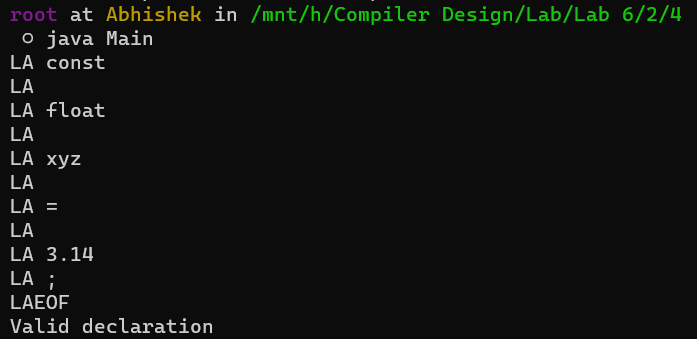 root at Abhishek in /mnt/h/Compiler Design/Lab/Lab 6/2/4
o java Main
LA const
LA
LA float
LA
LA xyz
LA
LA =
LA
LA 3.14
LA ;
LAEOF
Valid declaration